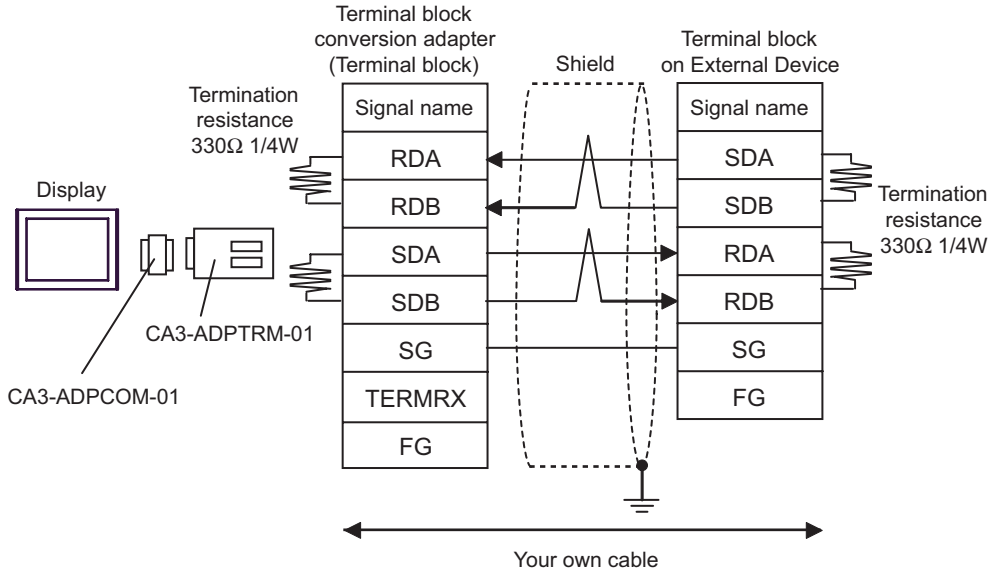 Terminal block
conversion adapter
(Terminal block)
Shield
Terminal block
on External Device
Termination
resistance
330Ω 1/4W
Signal name
RDA
RDB
SDA
SDB
SG
TERMRX
FG
Signal name
SDA
SDB
RDA
RDB
SG
FG
Termination
resistance
330Ω 1/4W
Display
CA3-ADPTRM-01
CA3-ADPCOM-01
Your own cable